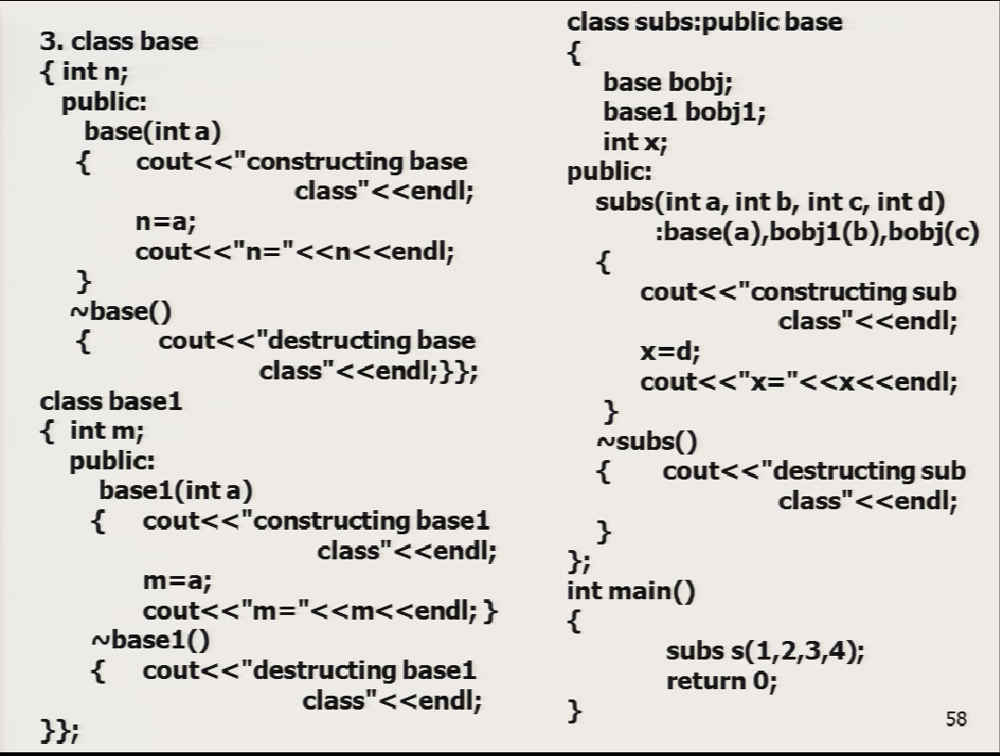 3. class base
{ int n;
public:
base(int a)
{ cout<<"constructing base
class"<<endl;
n=a;
cout<<"n="<<n<<endl;
}
~base()
{ cout<<"destructing base
class"<<endl;}};
class base1
{ int m;
public:
base1(int a)
{ cout<<"constructing base1
class"<<endl;
m=a;
cout<<"m="<<m<<endl; }
~base1()
{ cout<<"destructing base1
class"<<endl;
}};
class subs:public base
{
base bobj;
base1 bobj1;
int x;
public:
subs(int a, int b, int c, int d)
:base(a),bobj1(b),bobj(c)
{
cout<<"constructing sub
class"<<endl;
x=d;
cout<<"x="<<x<<endl;
}
~subs()
{ cout<<"destructing sub
class"<<endl;
}
};
int main()
{
subs s(1,2,3,4);
return 0;
}
58